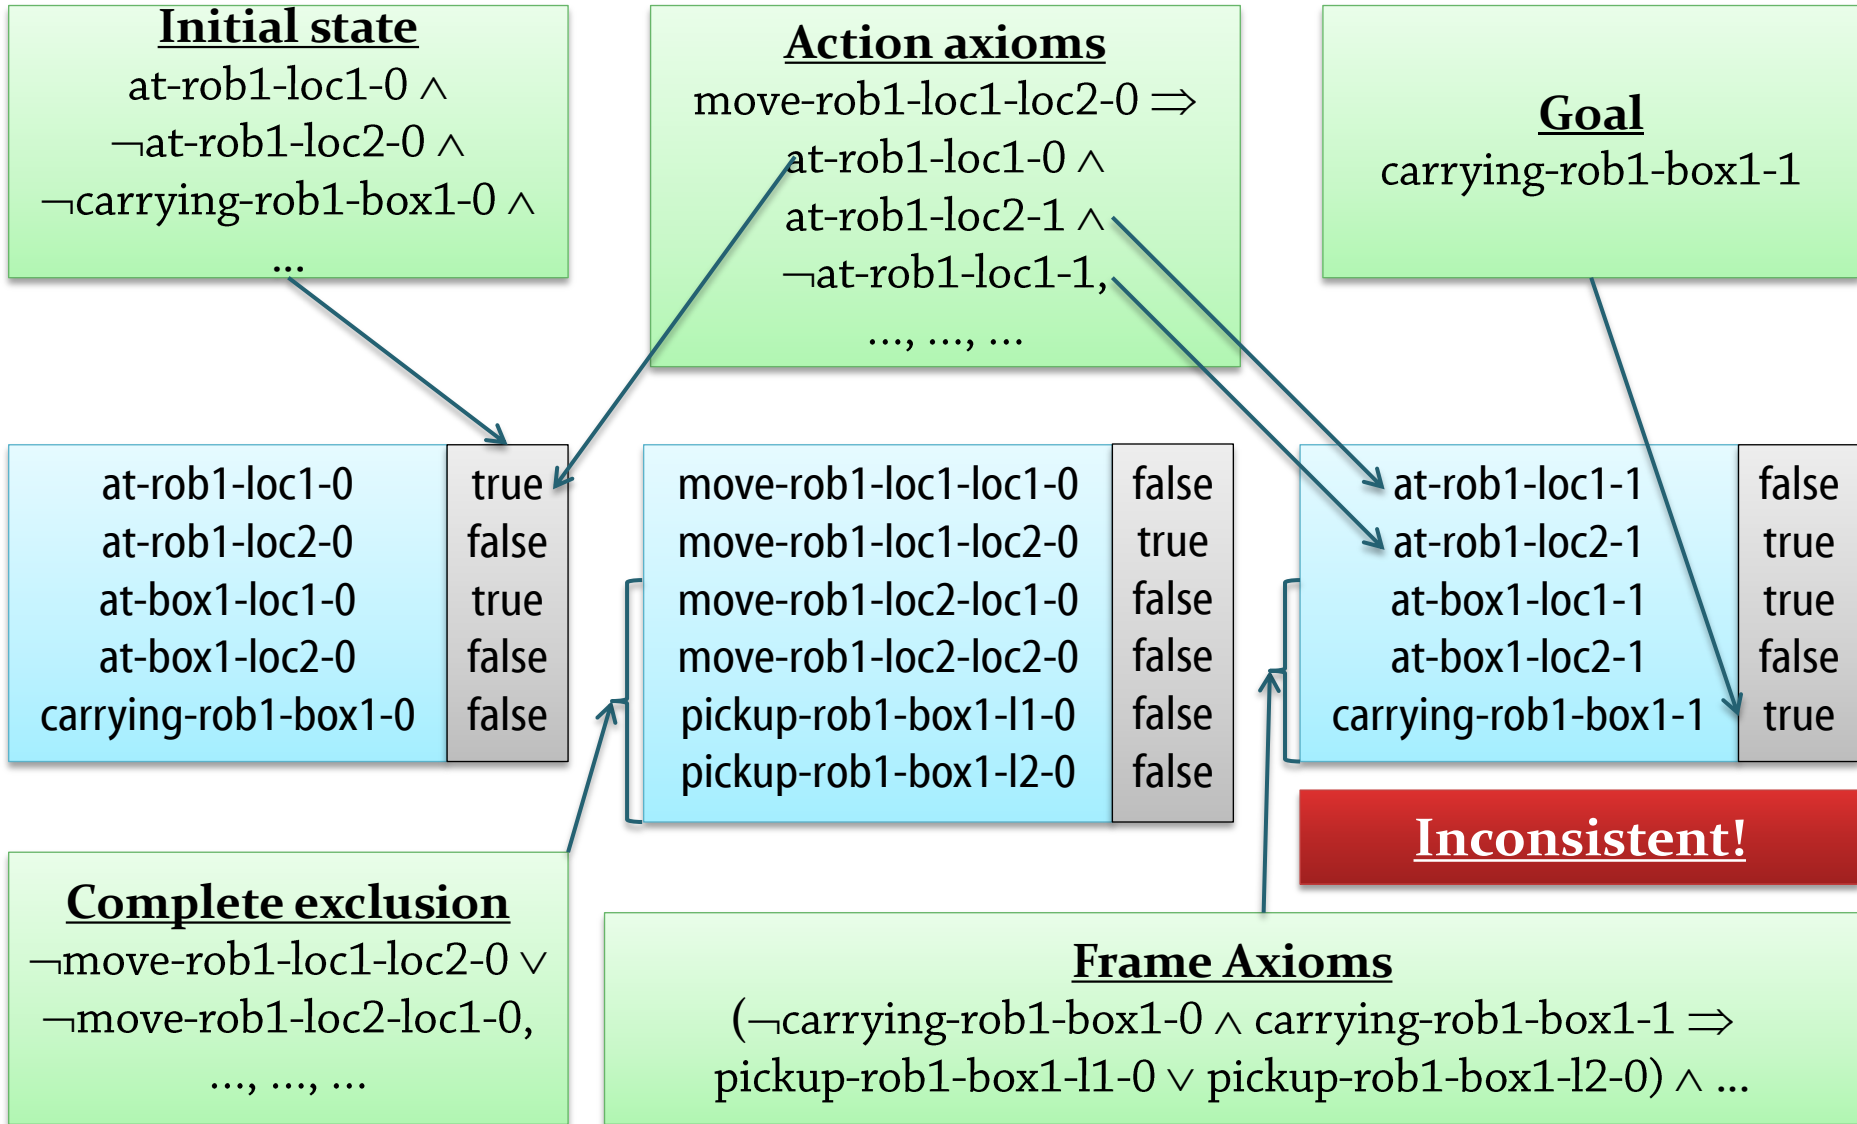 Initial state
at-rob1-loc1-0 ∧
¬at-rob1-loc2-0 ∧
¬carrying-rob1-box1-0 ∧
...
Action axioms
move-rob1-loc1-loc2-0 ⇒
at-rob1-loc1-0 ∧
at-rob1-loc2-1 ∧
¬at-rob1-loc1-1,
..., ..., ...
Goal
carrying-rob1-box1-1
at-rob1-loc1-0 true
at-rob1-loc2-0 false
at-box1-loc1-0 true
at-box1-loc2-0 false
carrying-rob1-box1-0 false
move-rob1-loc1-loc1-0 false
move-rob1-loc1-loc2-0 true
move-rob1-loc2-loc1-0 false
move-rob1-loc2-loc2-0 false
pickup-rob1-box1-l1-0 false
pickup-rob1-box1-l2-0 false
at-rob1-loc1-1 false
at-rob1-loc2-1 true
at-box1-loc1-1 true
at-box1-loc2-1 false
carrying-rob1-box1-1 true
Inconsistent!
Complete exclusion
¬move-rob1-loc1-loc2-0 ∨
¬move-rob1-loc2-loc1-0,
..., ..., ...
Frame Axioms
(¬carrying-rob1-box1-0 ∧ carrying-rob1-box1-1 ⇒
pickup-rob1-box1-l1-0 ∨ pickup-rob1-box1-l2-0) ∧ ...